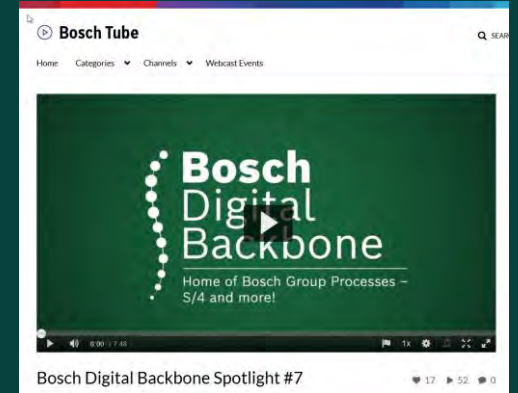 Bosch Tube
SEAR
Home Categories Channels Webcast Events
Bosch
Digital
Backbone
Home of Bosch Group Processes –
S/4 and more!
0:00 / 7:48
1x
Bosch Digital Backbone Spotlight #7
17 52 0